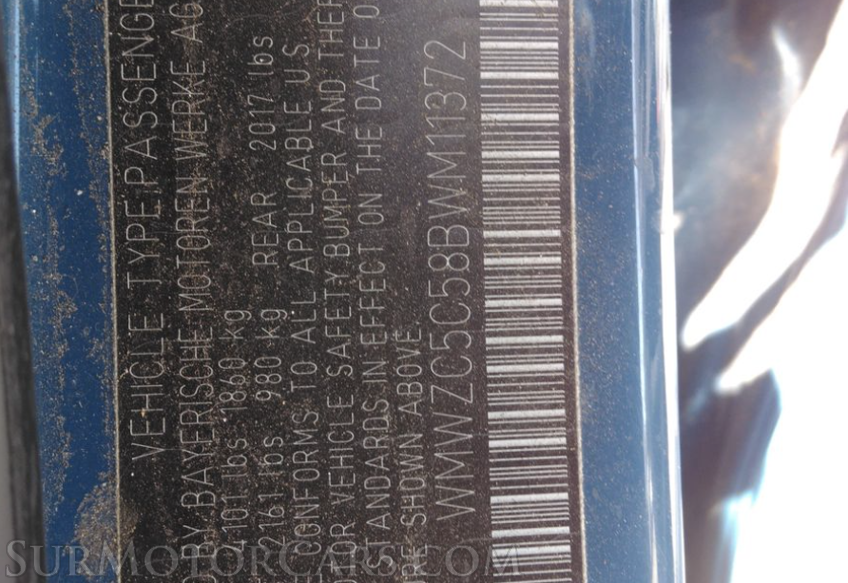 VEHICLE TYPE PASSENGE
D BY BAYERISCHE MOTOREN WERKE AG
4101 lbs 1860 kg
2161 lbs 980 kg REAR 2017 lbs
E CONFORMS TO ALL APPLICABLE U.S.
TOR VEHICLE SAFETY, BUMPER AND THEF
STANDARDS IN EFFECT ON THE DATE O
SHOWN ABOVE
WMWZC5C58BWM11372
SurMotors.com